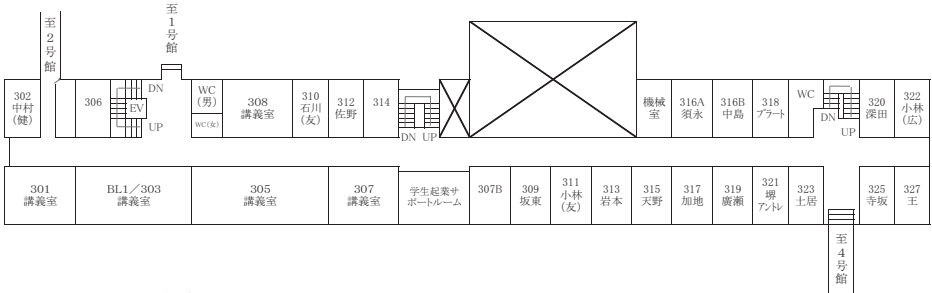 至2号館
至1号館
302
中村
(健)
306
DN
EV
UP
WC
(男)
WC(女)
308
講義室
310
石川
(友)
312
佐野
314
DN
UP
機械
室
316A
須永
316B
中島
318
プラート
WC
DN
UP
320
深田
322
小林
(広)
301
講義室
BL1/303
講義室
305
講義室
307
講義室
学生起業サ
ポートルーム
307B
309
坂東
311
小林
(友)
313
岩本
315
天野
317
加地
319
廣瀬
321
堺
アントレ
323
土居
325
寺坂
327
王
至4号館